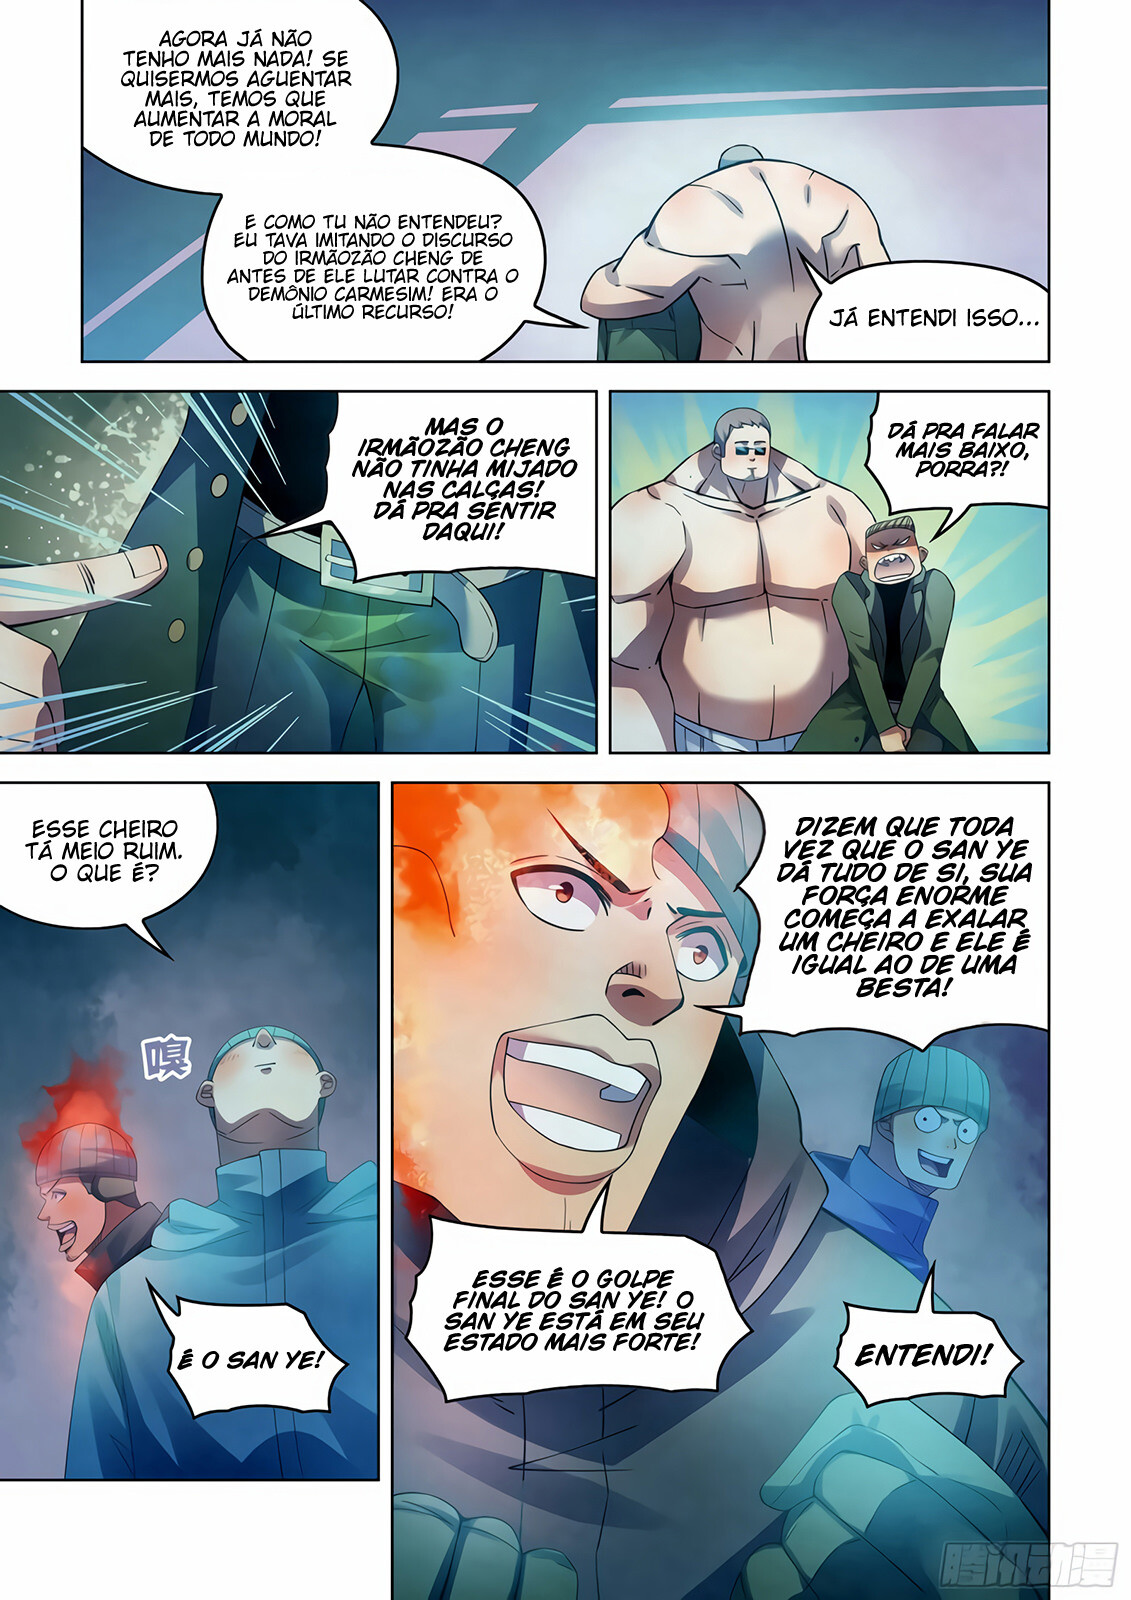 AGORA JÁ NÃO
TENHO MAIS NADA! SE
QUISERMOS AGUENTAR
MAIS, TEMOS QUE
AUMENTAR A MORAL
DE TODO MUNDO!
E COMO TU NÃO ENTENDEU?
EU TAVA IMITANDO O DISCURSO
DO IRMÃOZÃO CHENG DE
ANTES DE ELE LUTAR CONTRA O
DEMÔNIO CARMESIM! ERA O
ÚLTIMO RECURSO!
JÁ ENTENDI ISSO...
MAS O
IRMÃOZÃO CHENG
NÃO TINHA MIJADO
NAS CALÇAS!
DÁ PRA SENTIR
DAQUI!
DÁ PRA FALAR
MAIS BAIXO,
PORRA?!
ESSE CHEIRO
TÁ MEIO RUIM.
O QUE É?
嗅
É O SAN YE!
DIZEM QUE TODA
VEZ QUE O SAN YE
DÁ TUDO DE SI, SUA
FORÇA ENORME
COMEÇA A EXALAR
UM CHEIRO E ELE É
IGUAL AO DE UMA
BESTA!
ESSE É O GOLPE
FINAL DO SAN YE! O
SAN YE ESTÁ EM SEU
ESTADO MAIS FORTE!
ENTENDI!
腾讯动漫